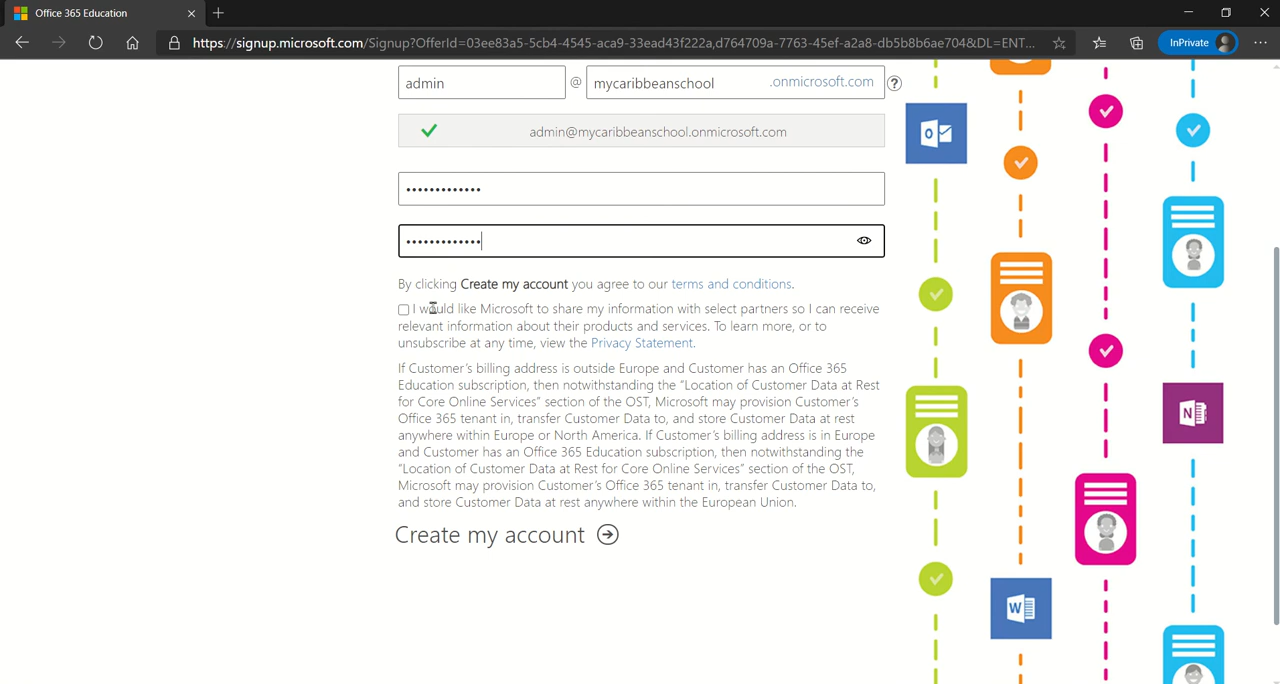 Office 365 Education
https://signup.microsoft.com/Signup?OfferId=03ee83a5-5cb4-4545-aca9-33ead43f222a,d764709a-7763-45ef-a2a8-db5b8b6ae704&DL=ENT...
InPrivate
admin @ mycaribbeanschool .onmicrosoft.com ?
admin@mycaribbeanschool.onmicrosoft.com
•••••••••••••
•••••••••••••
By clicking Create my account you agree to our terms and conditions.
I would like Microsoft to share my information with select partners so I can receive
relevant information about their products and services. To learn more, or to
unsubscribe at any time, view the Privacy Statement.
If Customer's billing address is outside Europe and Customer has an Office 365
Education subscription, then notwithstanding the “Location of Customer Data at Rest
for Core Online Services” section of the OST, Microsoft may provision Customer's
Office 365 tenant in, transfer Customer Data to, and store Customer Data at rest
anywhere within Europe or North America. If Customer's billing address is in Europe
and Customer has an Office 365 Education subscription, then notwithstanding the
“Location of Customer Data at Rest for Core Online Services” section of the OST,
Microsoft may provision Customer's Office 365 tenant in, transfer Customer Data to,
and store Customer Data at rest anywhere within the European Union.
Create my account
O
N
W